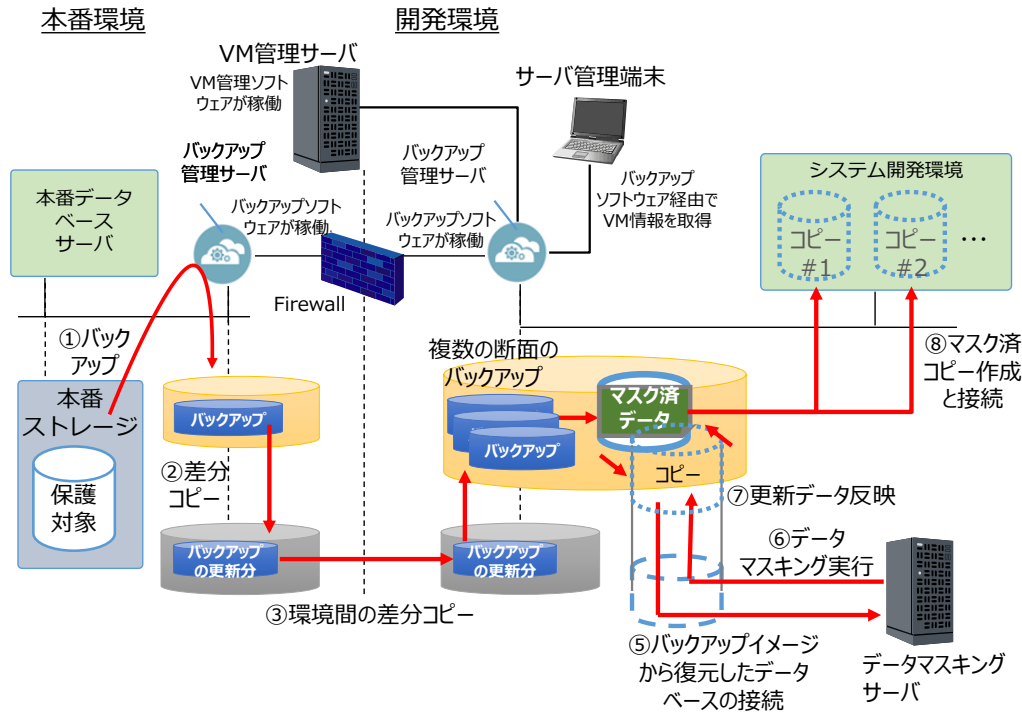 本番環境
開発環境
VM管理サーバ
VM管理ソフト
ウェアが稼働
サーバ管理端末
バックアップ
管理サーバ
バックアップ
管理サーバ
バックアップ
ソフトウェア経由で
VM情報を取得
システム開発環境
コピー
#1
コピー
#2
…
本番データ
ベース
サーバ
バックアップソフト
ウェアが稼働.
バックアップソフト
ウェアが稼働
Firewall
①バック
アップ
複数の断面の
バックアップ
マスク済
データ
⑧マスク済
コピー作成
と接続
本番
ストレージ
バックアップ
バックアップ
コピー
保護
対象
②差分
コピー
⑦更新データ反映
⑥データ
マスキング実行
バックアップ
の更新分
バックアップ
の更新分
③環境間の差分コピー
⑤バックアップイメージ
から復元したデータ
ベースの接続
データマスキング
サーバ